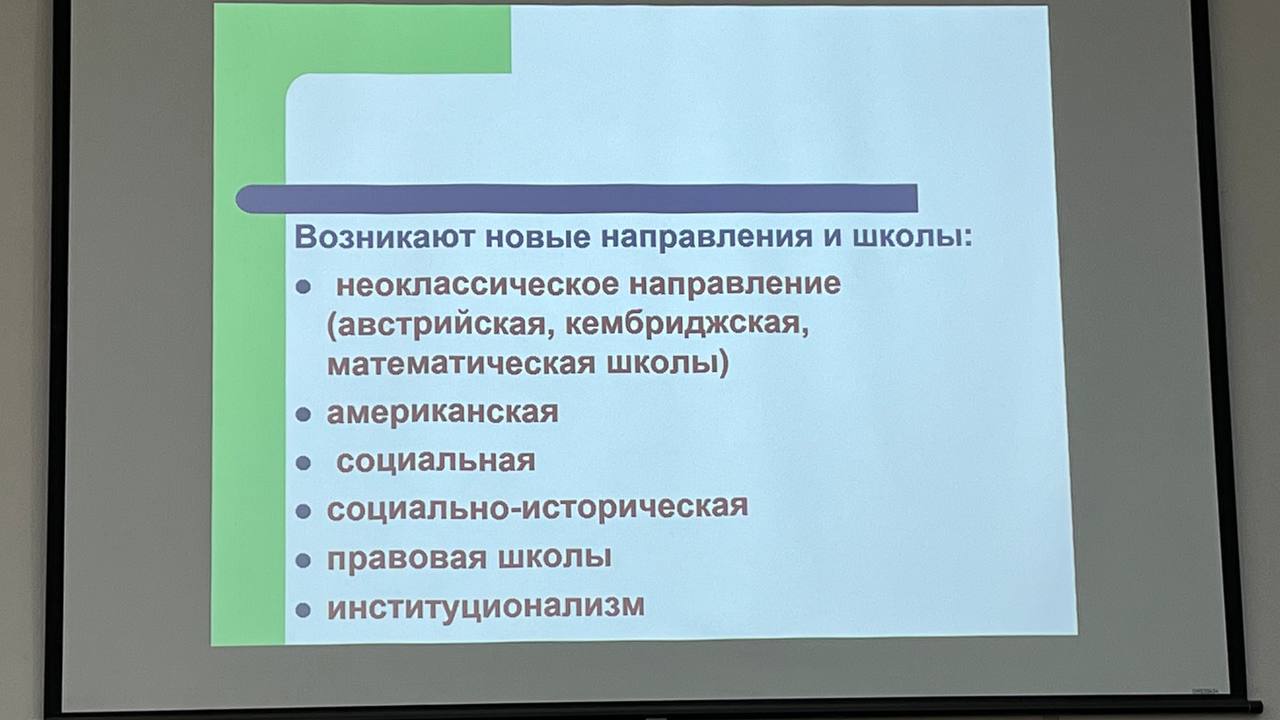 Возникают новые направления и школы:
● неоклассическое направление
(австрийская, кембриджская,
математическая школы)
● американская
● социальная
● социально-историческая
● правовая школы
● институционализм